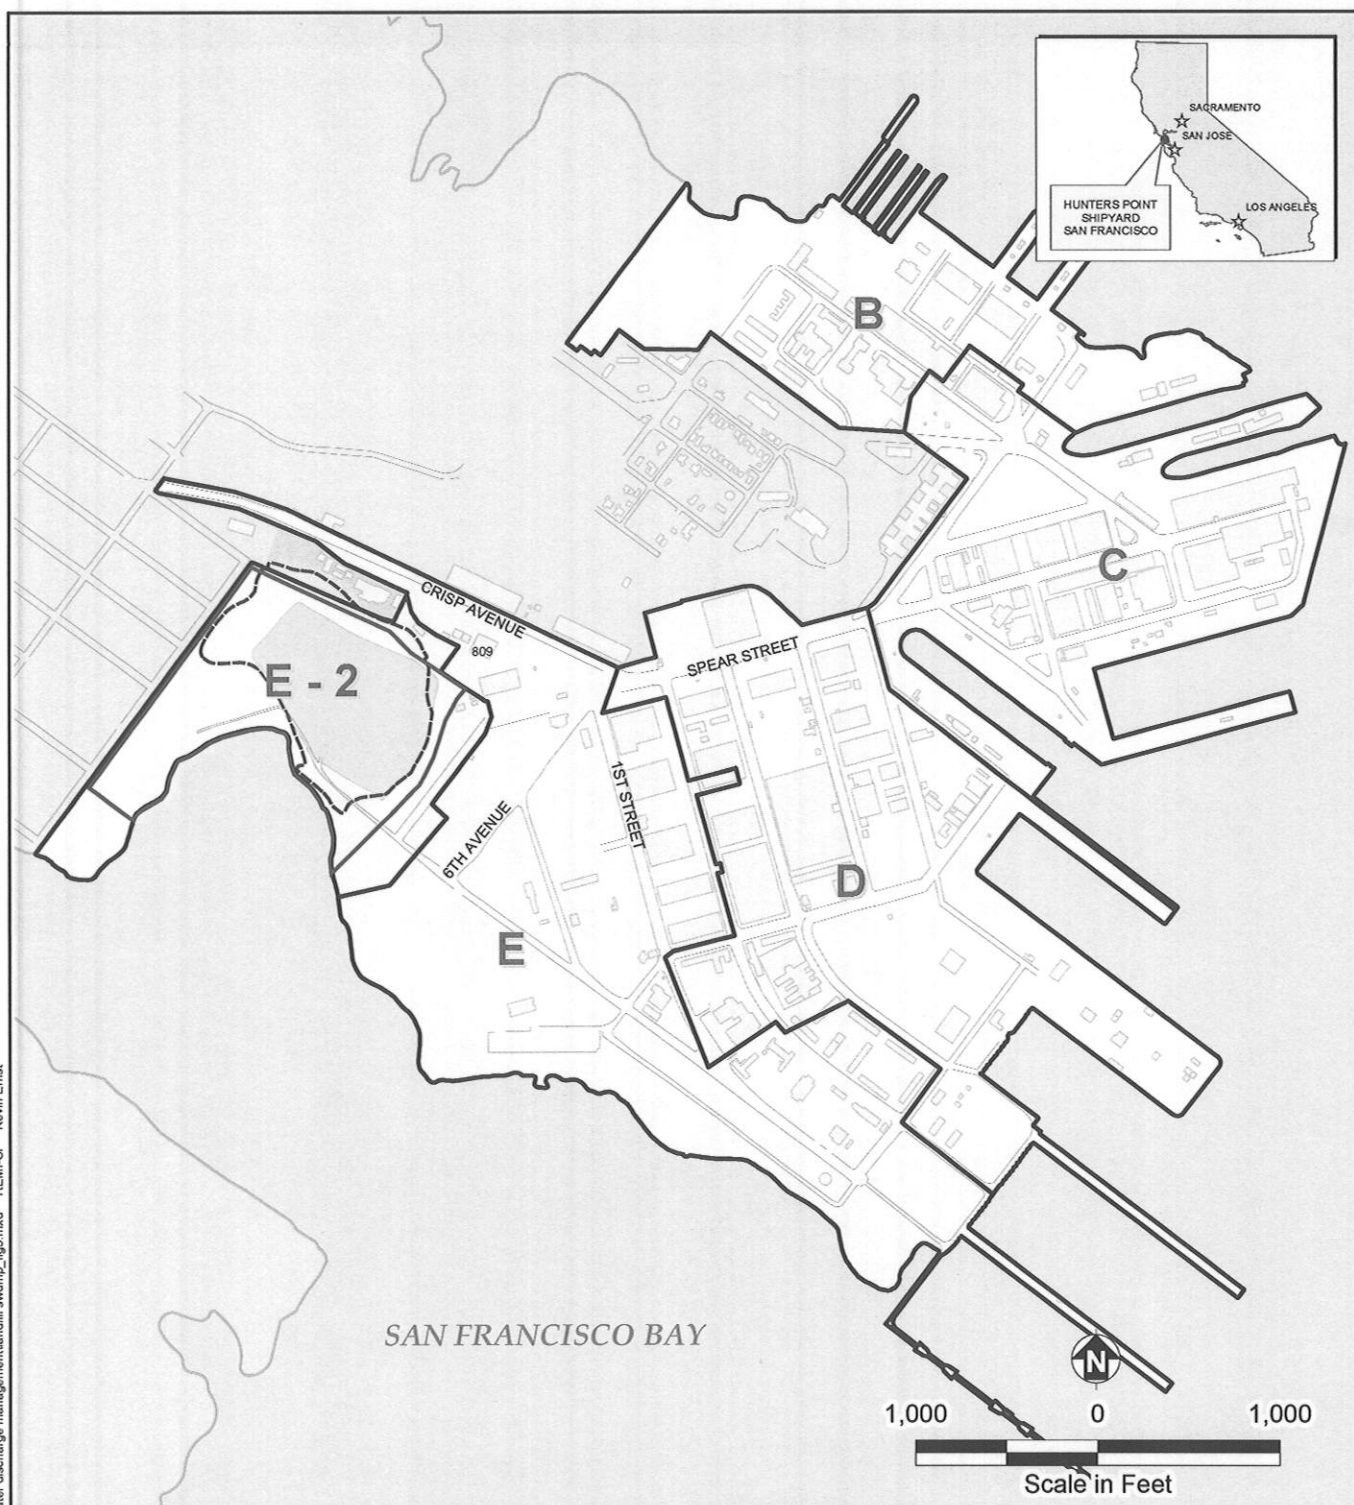 SACRAMENTO
SAN JOSE
HUNTERS POINT
SHIPYARD
SAN FRANCISCO
LOS ANGELES
B
C
CRISP AVENUE
809
SPEAR STREET
E - 2
1ST STREET
6TH AVENUE
D
E
SAN FRANCISCO BAY
N
1,000 0 1,000
Scale in Feet